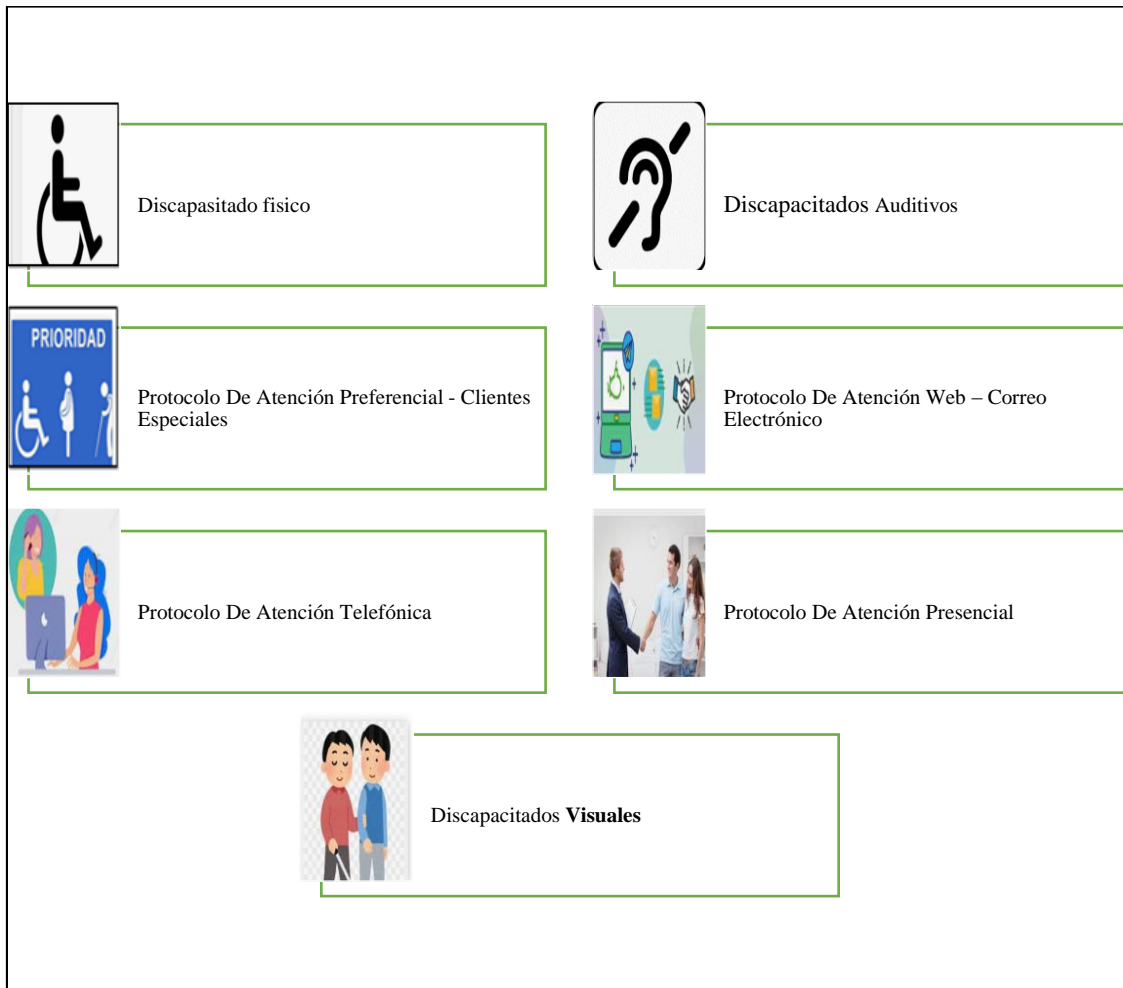 Discapasitado fisico
Discapacitados Auditivos
PRIORIDAD
Protocolo De Atención Preferencial - Clientes
Especiales
Protocolo De Atención Web – Correo
Electrónico
Protocolo De Atención Telefónica
Protocolo De Atención Presencial
Discapacitados Visuales